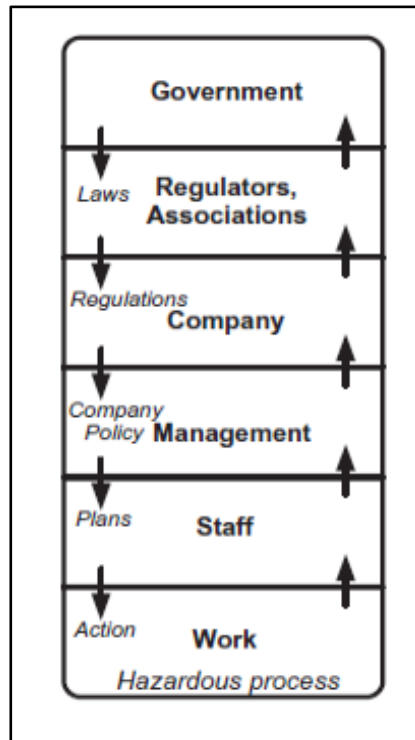 Government
Laws
Regulators,
Associations
Regulations
Company
Company
Policy Management
Plans
Staff
Action
Work
Hazardous process